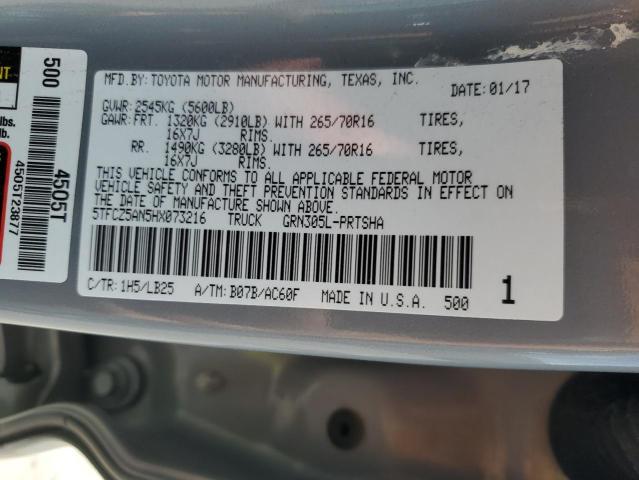 MFD.BY:TOYOTA MOTOR MANUFACTURING, TEXAS, INC.
DATE:01/17
GVWR:2545KG (5600LB)
GAWR:FRT. 1320KG (2910LB) WITH 265/70R16 TIRES,
16X7J RIMS.
RR. 1490KG (3280LB) WITH 265/70R16 TIRES,
16X7J RIMS.
THIS VEHICLE CONFORMS TO ALL APPLICABLE FEDERAL MOTOR
VEHICLE SAFETY AND THEFT PREVENTION STANDARDS IN EFFECT ON
THE DATE OF MANUFACTURE SHOWN ABOVE.
5TFCZ5AN5HX073216 TRUCK GRN305L-PRTSHA
C/TR:1H5/LB25 A/TM:B07B/AC60F MADE IN U.S.A. 500
1
500
4505T
4505123877
lbs.
lb.